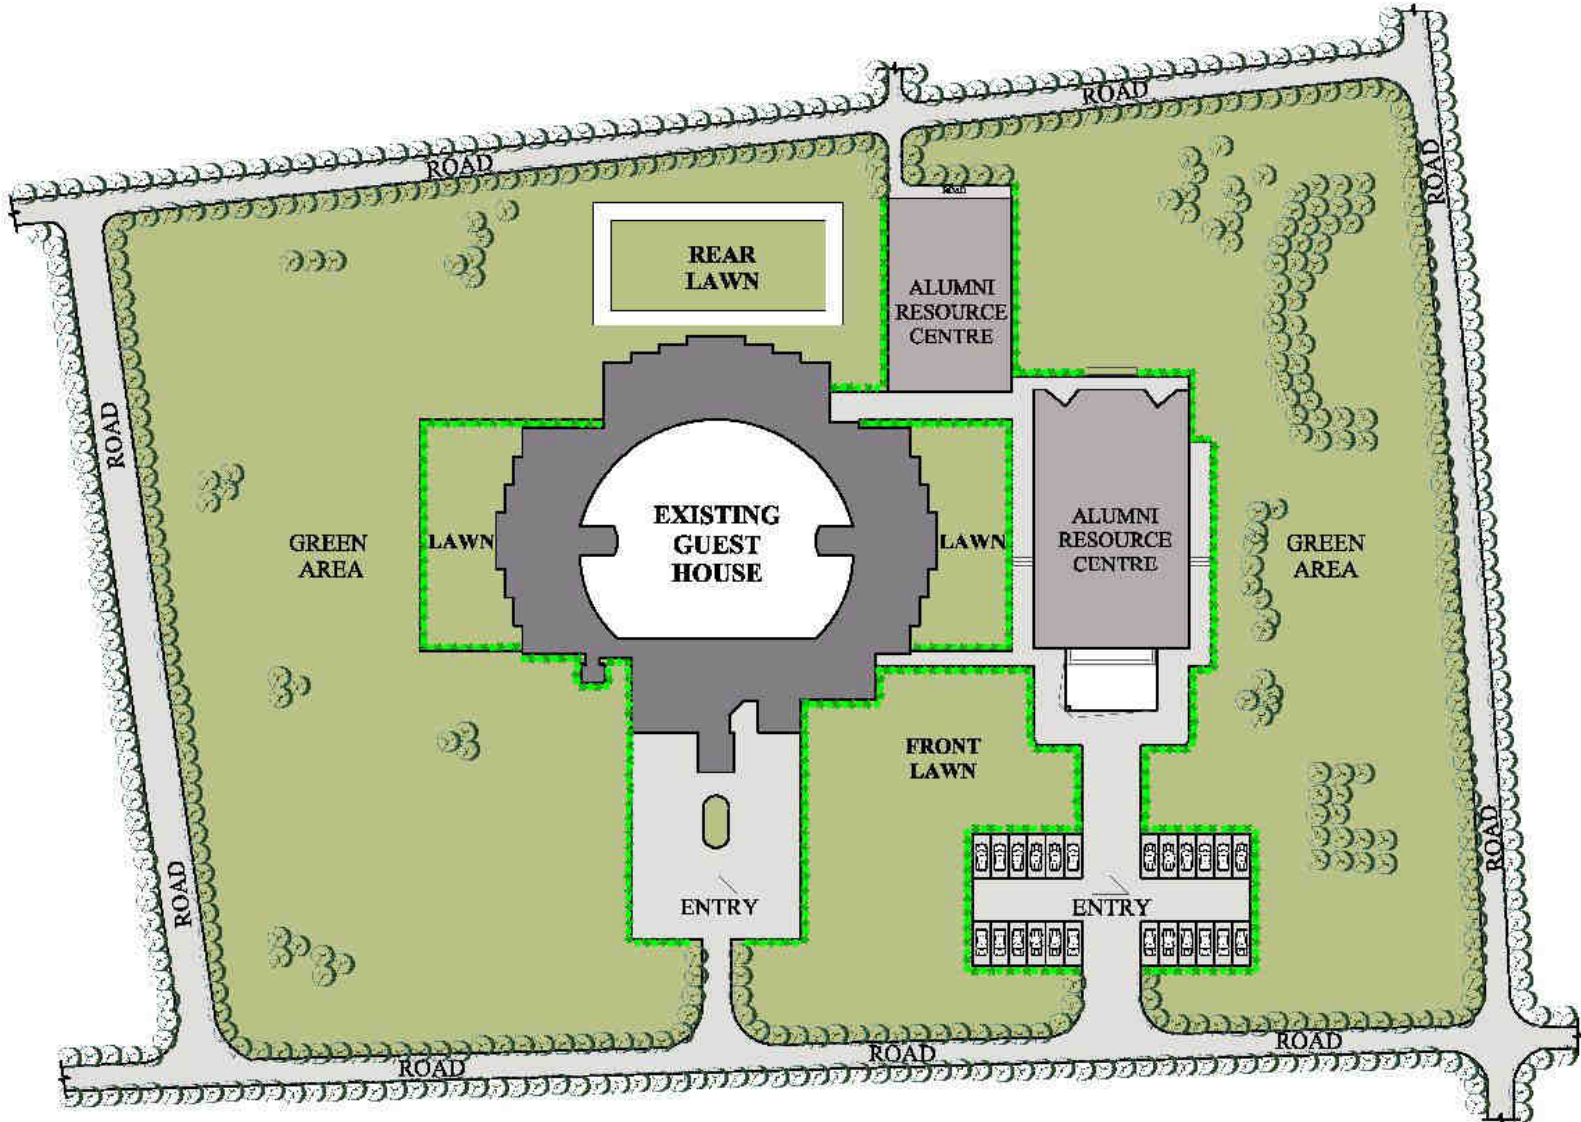 ROAD
ROAD
ROAD
ROAD
REAR
LAWN
ALUMNI
RESOURCE
CENTRE
ROAD
EXISTING
GUEST
HOUSE
LAWN
LAWN
ALUMNI
RESOURCE
CENTRE
GREEN
AREA
GREEN
AREA
FRONT
LAWN
ROAD
ROAD
ENTRY
ENTRY
ROAD
ROAD
ROAD